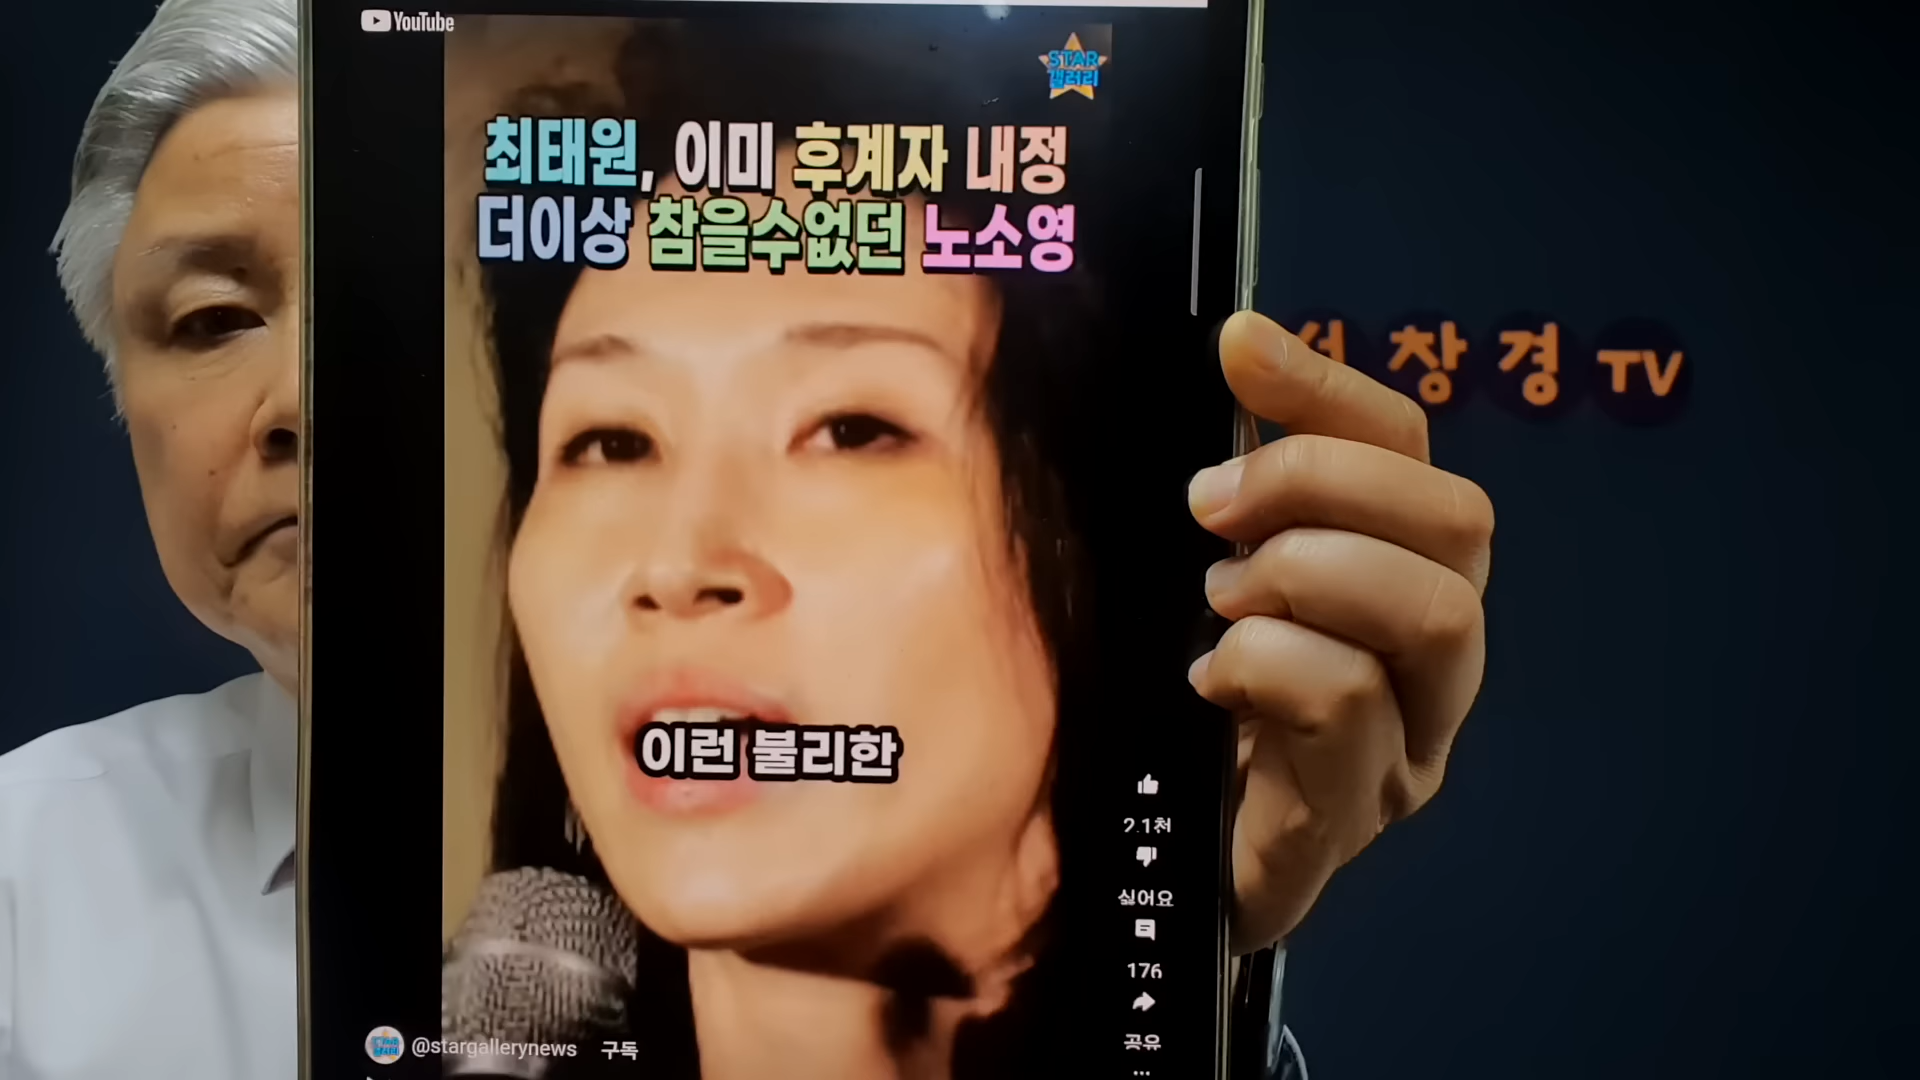 YouTube
STAR
갤러리
최태원, 이미 후계자 내정
더이상 참을수없던 노소영
창경 TV
이런 불리한
2.1천
싫어요
176
공유
@stargallerynews 구독